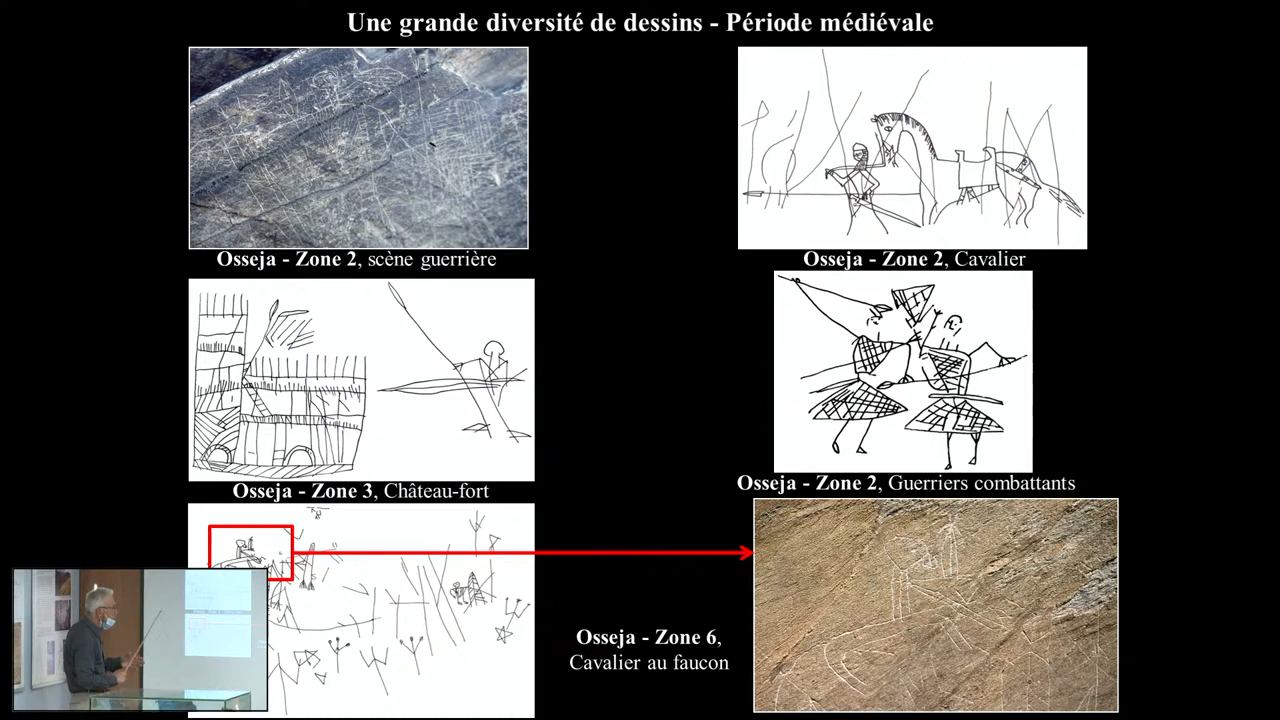 Une grande diversité de dessins - Période médiévale
Osseja - Zone 2, scène guerrière
Osseja - Zone 2, Cavalier
Osseja - Zone 3, Château-fort
Osseja - Zone 2, Guerriers combattants
Osseja - Zone 6,
Cavalier au faucon